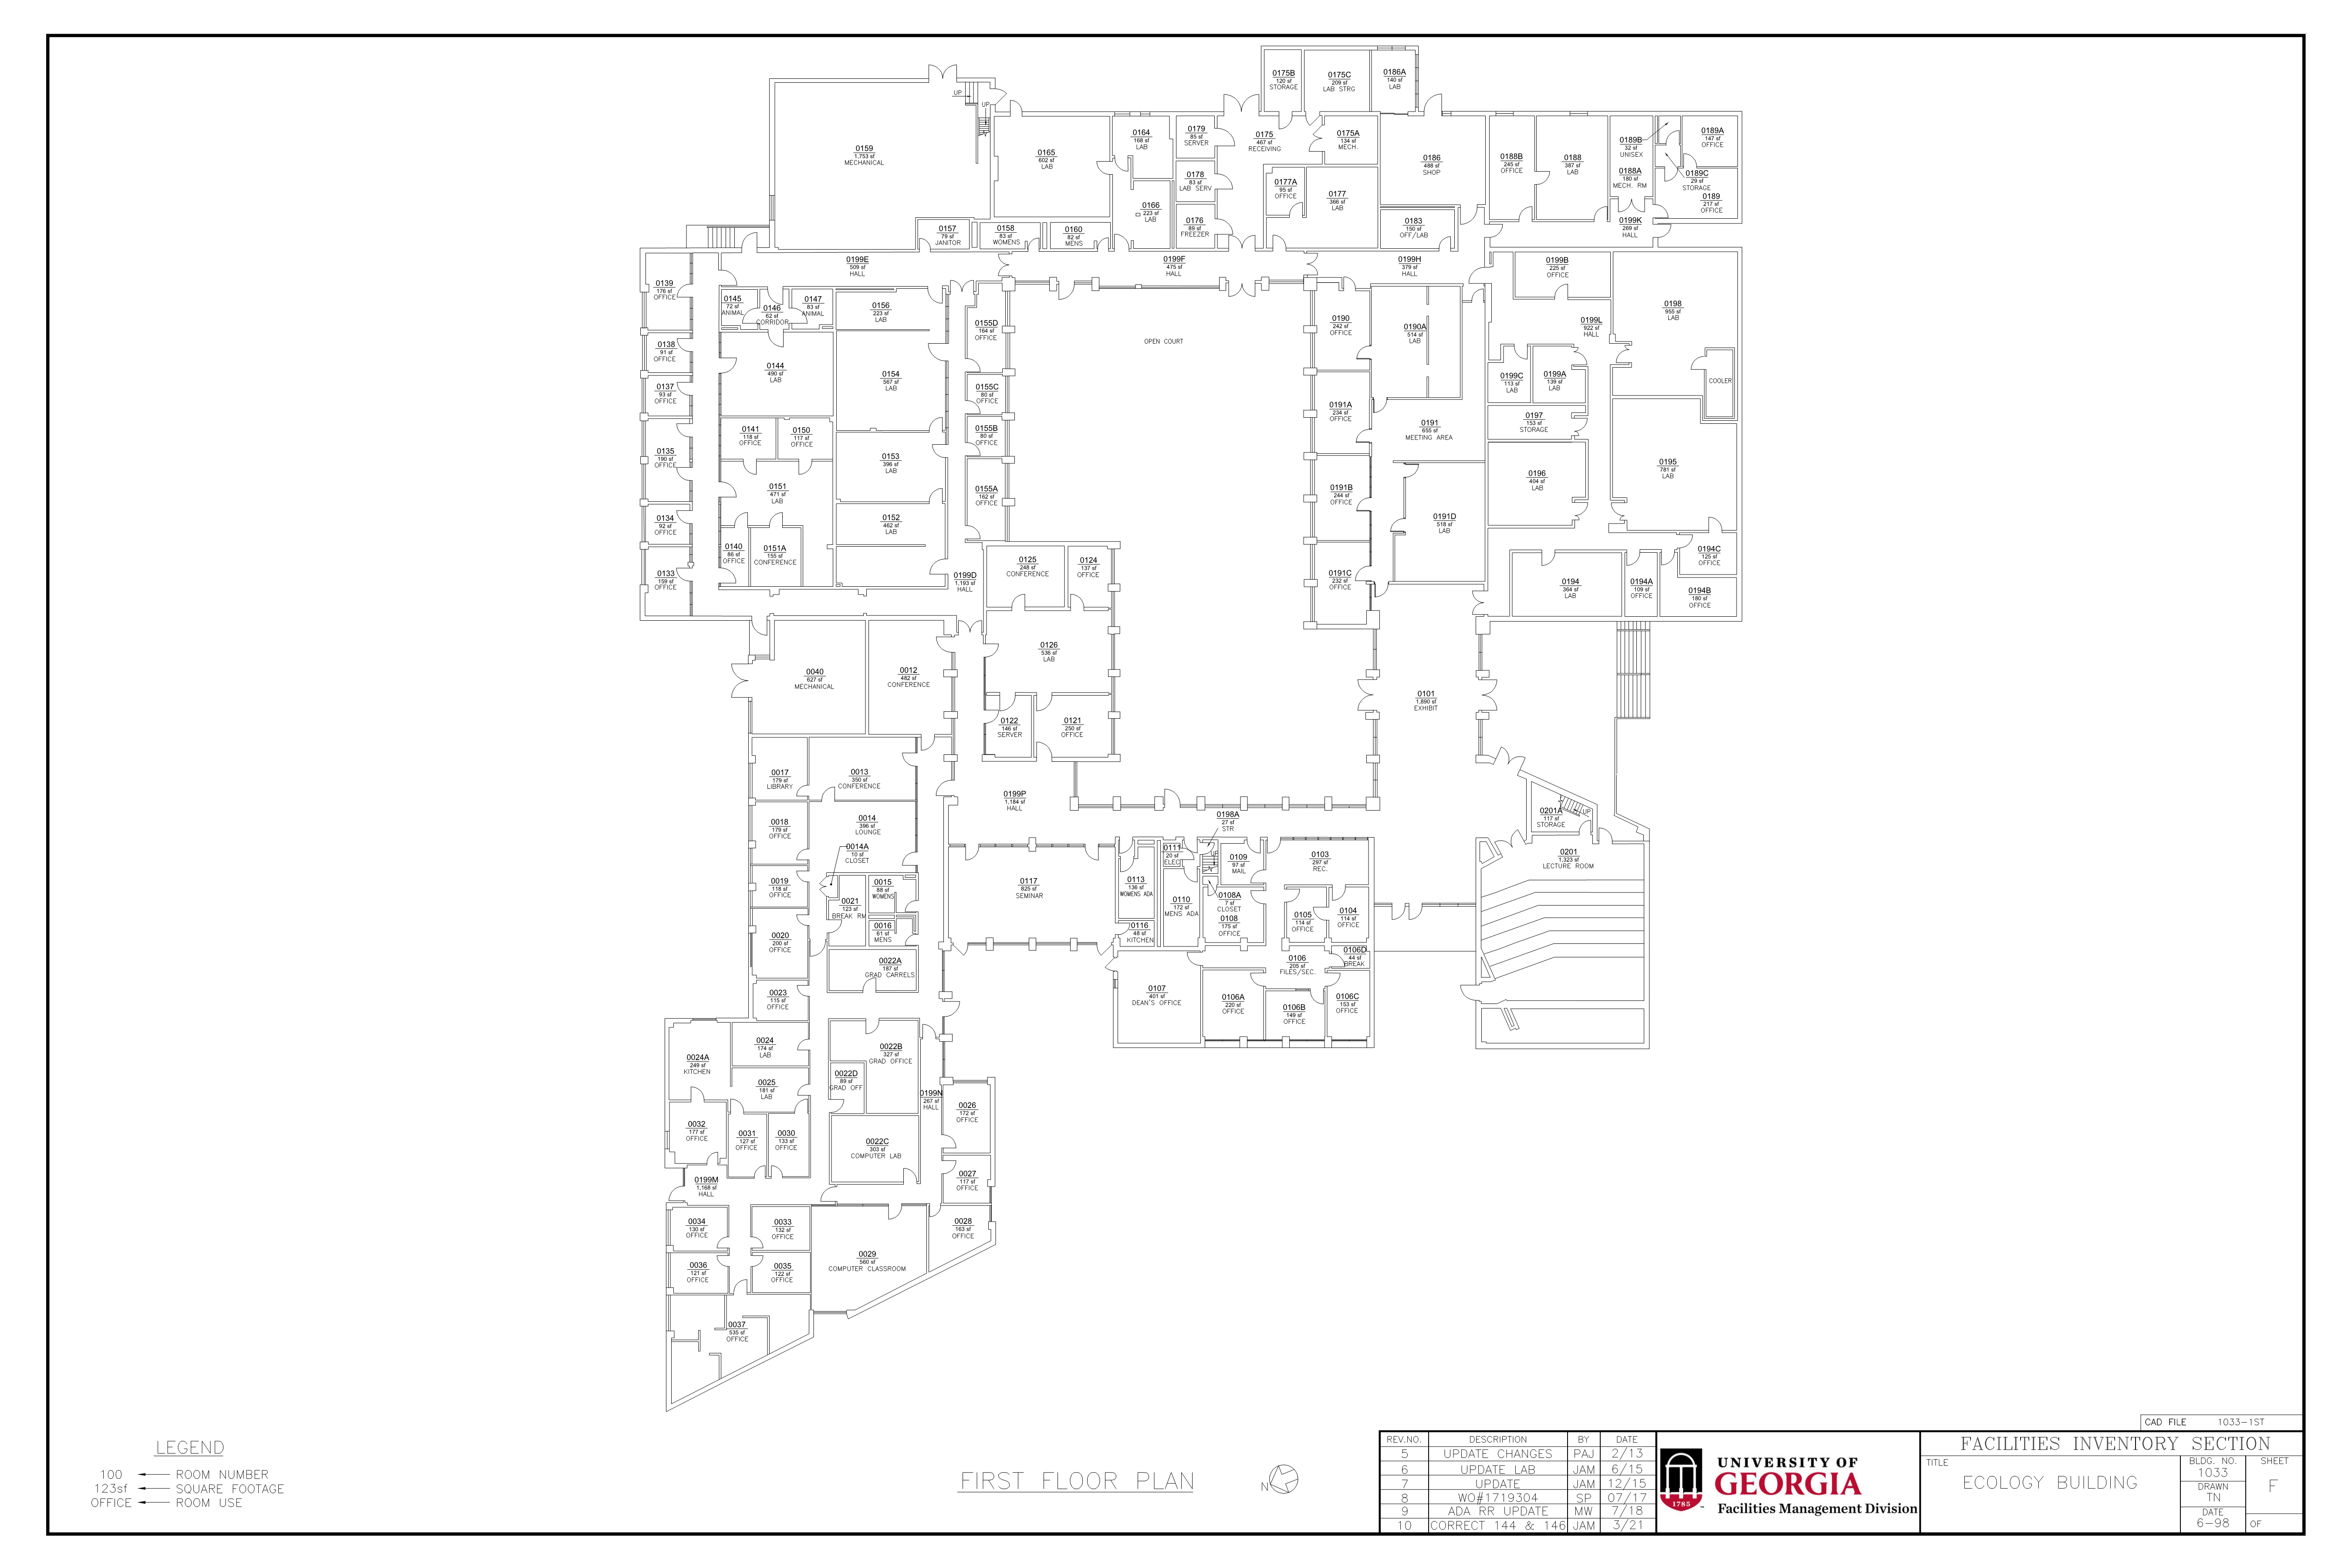 0175B
120 sf
STORAGE
0175C
209 sf
LAB STRG
0186A
140 sf
LAB
UP
UP
0159
1,753 sf
MECHANICAL
0165
602 sf
LAB
0164
168 sf
LAB
0179
85 sf
SERVER
0175
467 sf
RECEIVING
0175A
134 sf
MECH.
0186
488 sf
SHOP
0188B
245 sf
OFFICE
0188
387 sf
LAB
0189B
32 sf
UNISEX
0189A
147 sf
OFFICE
0188A
180 sf
MECH. RM
0189C
29 sf
STORAGE
0189
217 sf
OFFICE
0178
83 sf
LAB SERV.
0177A
95 sf
OFFICE
0177
366 sf
LAB
0166
223 sf
LAB
0176
89 sf
FREEZER
0183
150 sf
OFF/LAB
0199K
269 sf
HALL
0157
79 sf
JANITOR
0158
83 sf
WOMENS
0160
82 sf
MENS
0199E
509 sf
HALL
0199F
475 sf
HALL
0199H
379 sf
HALL
0199B
225 sf
OFFICE
0139
176 sf
OFFICE
0145
72 sf
ANIMAL
0146
62 sf
CORRIDOR
0147
83 sf
ANIMAL
0156
223 sf
LAB
0155D
164 sf
OFFICE
OPEN COURT
0190
242 sf
OFFICE
0190A
514 sf
LAB
0199L
922 sf
HALL
0198
955 sf
LAB
0138
91 sf
OFFICE
0144
490 sf
LAB
0154
567 sf
LAB
0155C
80 sf
OFFICE
0199C
113 sf
LAB
0199A
139 sf
LAB
COOLER
0137
93 sf
OFFICE
0191A
234 sf
OFFICE
0191
655 sf
MEETING AREA
0197
153 sf
STORAGE
0141
118 sf
OFFICE
0150
117 sf
OFFICE
0155B
80 sf
OFFICE
0135
190 sf
OFFICE
0153
396 sf
LAB
0195
781 sf
LAB
0196
404 sf
LAB
0151
471 sf
LAB
0155A
162 sf
OFFICE
0191B
244 sf
OFFICE
0134
92 sf
OFFICE
0152
462 sf
LAB
0191D
518 sf
LAB
0140
86 sf
OFFICE
0151A
155 sf
CONFERENCE
0194C
125 sf
OFFICE
0133
159 sf
OFFICE
0199D
1,193 sf
HALL
0125
248 sf
CONFERENCE
0124
137 sf
OFFICE
0191C
232 sf
OFFICE
0194
364 sf
LAB
0194A
109 sf
OFFICE
0194B
180 sf
OFFICE
0126
536 sf
LAB
0040
627 sf
MECHANICAL
0012
482 sf
CONFERENCE
0101
1,890 sf
EXHIBIT
0122
146 sf
SERVER
0121
250 sf
OFFICE
0017
179 sf
LIBRARY
0013
350 sf
CONFERENCE
0199P
1,184 sf
HALL
0198A
27 sf
STR
0201A
117 sf
STORAGE
UP
0018
179 sf
OFFICE
0014
396 sf
LOUNGE
0014A
10 sf
CLOSET
0111
20 sf
ELEC
0109
97 sf
MAIL
0103
297 sf
REC.
0201
1,323 sf
LECTURE ROOM
0019
118 sf
OFFICE
0015
88 sf
WOMENS
0117
825 sf
SEMINAR
0113
136 sf
WOMENS ADA
0021
123 sf
BREAK RM
0110
172 sf
MENS ADA
0108A
7 sf
CLOSET
0108
175 sf
OFFICE
0105
114 sf
OFFICE
0104
114 sf
OFFICE
0016
61 sf
MENS
0116
48 sf
KITCHEN
0020
200 sf
OFFICE
0022A
187 sf
GRAD CARRELS
0106
205 sf
FILES/SEC.
0106D
44 sf
BREAK
0023
115 sf
OFFICE
0107
401 sf
DEAN'S OFFICE
0106A
220 sf
OFFICE
0106B
149 sf
OFFICE
0106C
153 sf
OFFICE
0024A
249 sf
KITCHEN
0024
174 sf
LAB
0022B
327 sf
GRAD OFFICE
0022D
89 sf
GRAD OFF
0025
181 sf
LAB
0199N
267 sf
HALL
0026
172 sf
OFFICE
0032
177 sf
OFFICE
0031
127 sf
OFFICE
0030
133 sf
OFFICE
0022C
303 sf
COMPUTER LAB
0027
117 sf
OFFICE
0199M
1,168 sf
HALL
0034
130 sf
OFFICE
0033
132 sf
OFFICE
0028
163 sf
OFFICE
0029
560 sf
COMPUTER CLASSROOM
0036
121 sf
OFFICE
0035
122 sf
OFFICE
0037
535 sf
OFFICE
LEGEND
100 ROOM NUMBER
123sf SQUARE FOOTAGE
OFFICE ROOM USE
FIRST FLOOR PLAN
N
CAD FILE 1033-1ST
REV.NO. DESCRIPTION BY DATE
5 UPDATE CHANGES PAJ 2/13
6 UPDATE LAB JAM 6/15
7 UPDATE JAM 12/15
8 WO#1719304 SP 07/17
9 ADA RR UPDATE MW 7/18
10 CORRECT 144 & 146 JAM 3/21
1785
UNIVERSITY OF
GEORGIA
Facilities Management Division
FACILITIES INVENTORY SECTION
TITLE
ECOLOGY BUILDING
BLDG. NO.
1033
DRAWN
TN
DATE
6-98
SHEET
F
OF